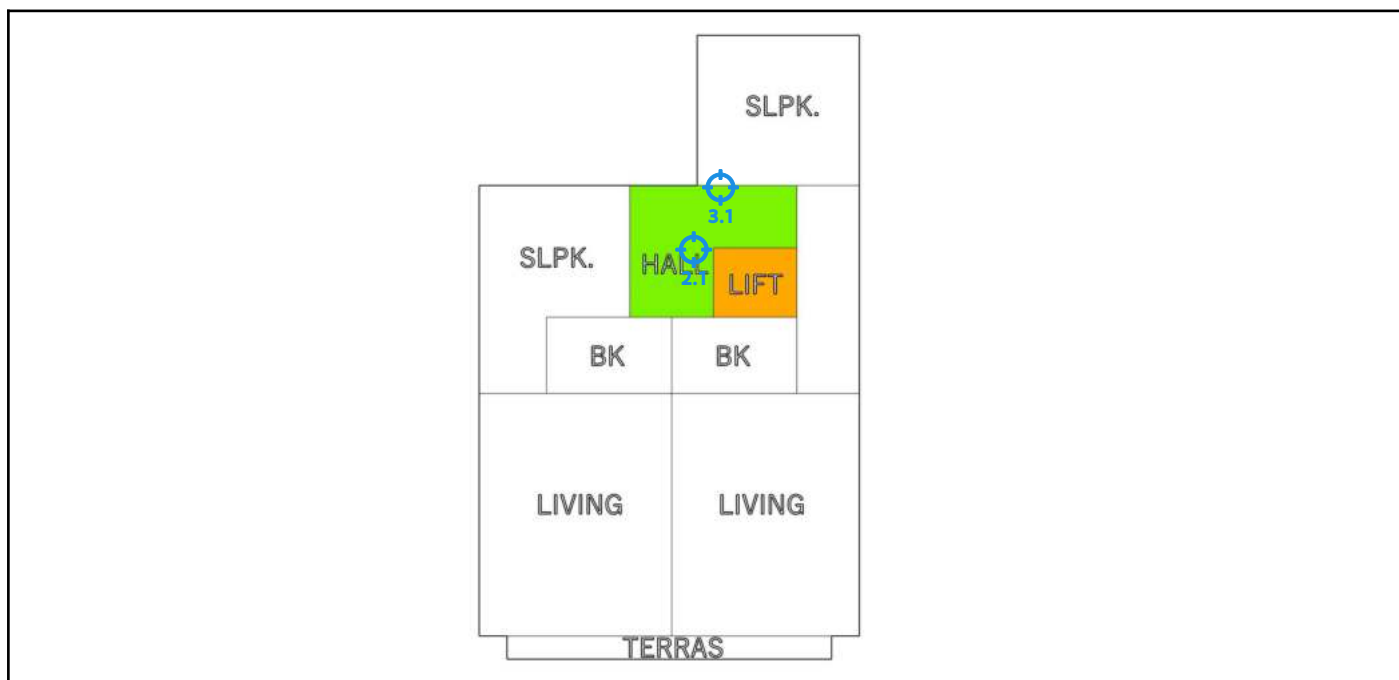 SLPK.
3.1
SLPK.
HALL
2.1
LIFT
BK
BK
LIVING
LIVING
TERRAS